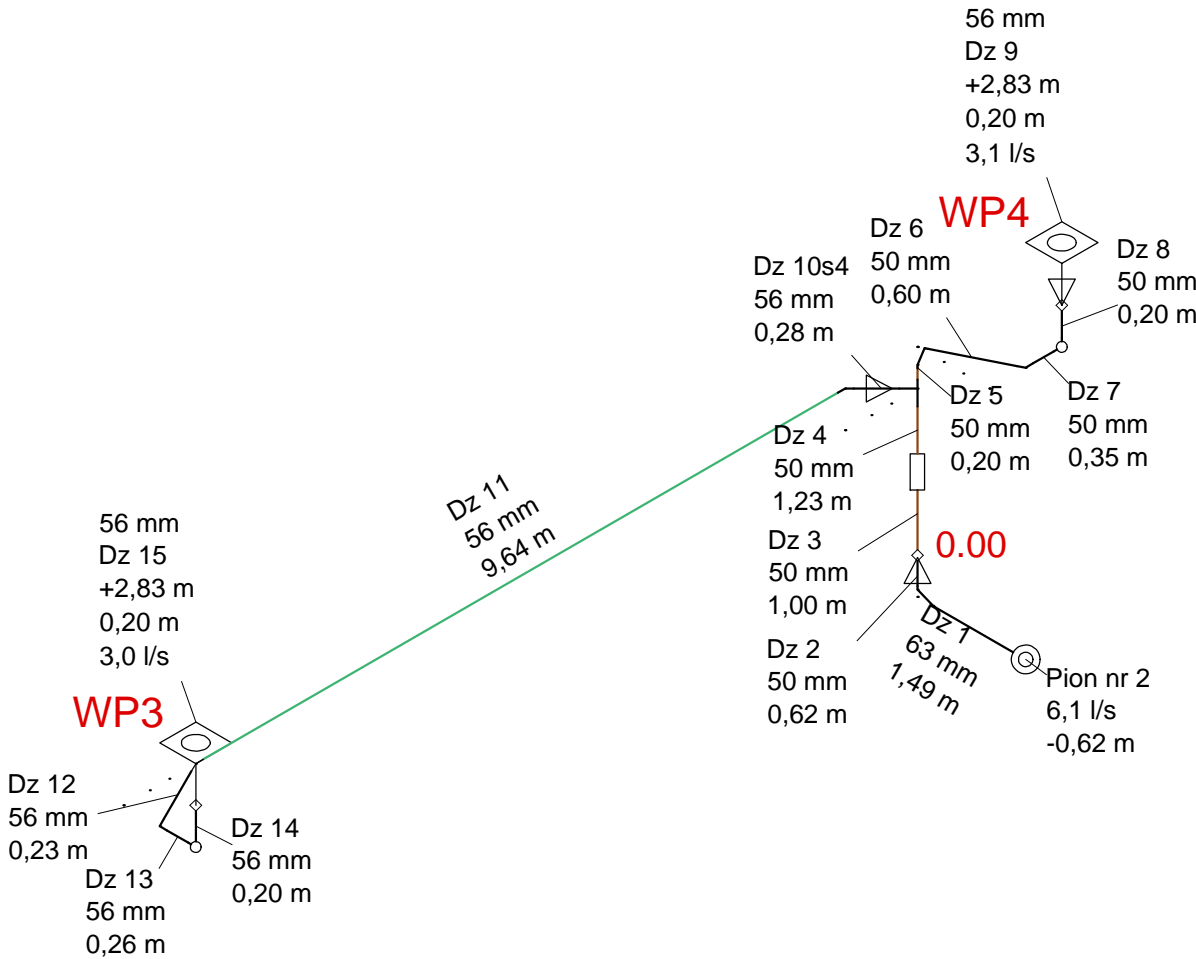 56 mm
Dz 9
+2,83 m
0,20 m
3,1 l/s
WP4
Dz 6
50 mm
0,60 m
Dz 8
50 mm
0,20 m
Dz 10s4
56 mm
0,28 m
Dz 5
50 mm
0,20 m
Dz 7
50 mm
0,35 m
Dz 4
50 mm
1,23 m
Dz 11
56 mm
9,64 m
56 mm
Dz 15
+2,83 m
0,20 m
3,0 l/s
WP3
Dz 3
50 mm
1,00 m
0.00
Dz 2
50 mm
0,62 m
Dz 1
63 mm
1,49 m
Pion nr 2
6,1 l/s
-0,62 m
Dz 12
56 mm
0,23 m
Dz 14
56 mm
0,20 m
Dz 13
56 mm
0,26 m